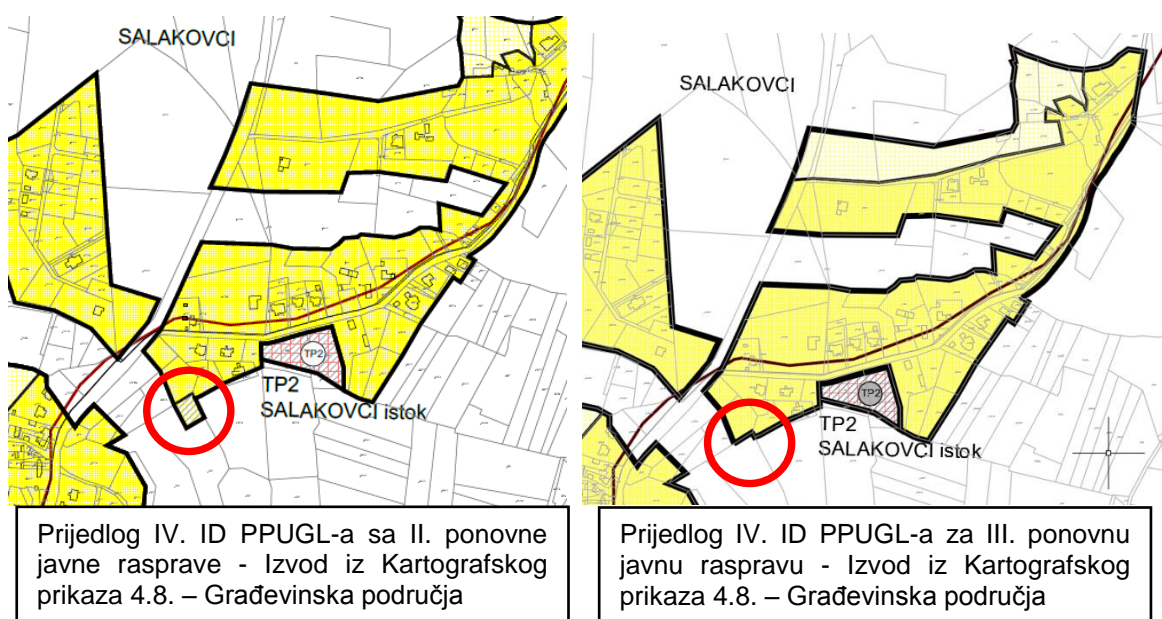 SALAKOVCI
TP2
TP2
SALAKOVCI istok
Prijedlog IV. ID PPUGL-a sa II. ponovne
javne rasprave - Izvod iz Kartografskog
prikaza 4.8. – Građevinska područja
SALAKOVCI
TP2
TP2
SALAKOVCI istok
Prijedlog IV. ID PPUGL-a za III. ponovnu
javnu raspravu - Izvod iz Kartografskog
prikaza 4.8. – Građevinska područja